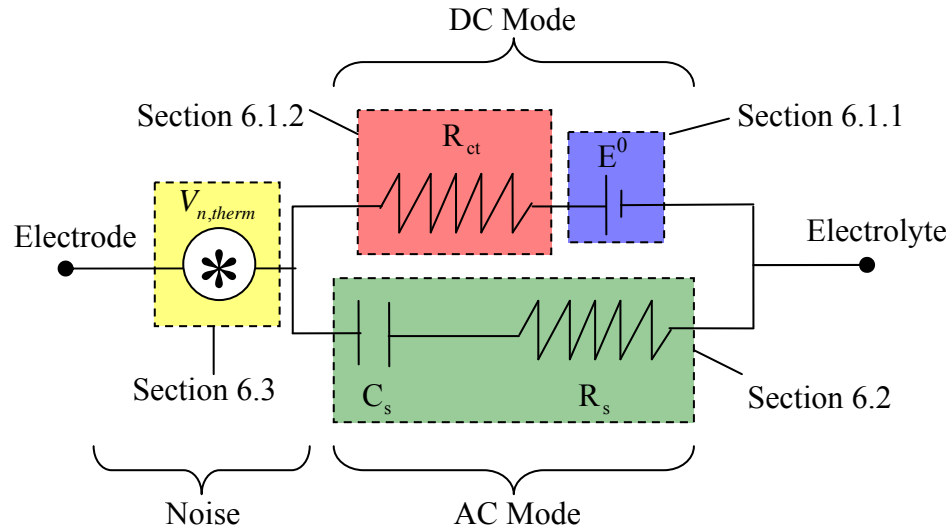 DC Mode
Section 6.1.2
Section 6.1.1
R_ct
E^0
V_n,therm
Electrode
*
Electrolyte
Section 6.3
C_s
R_s
Section 6.2
Noise
AC Mode